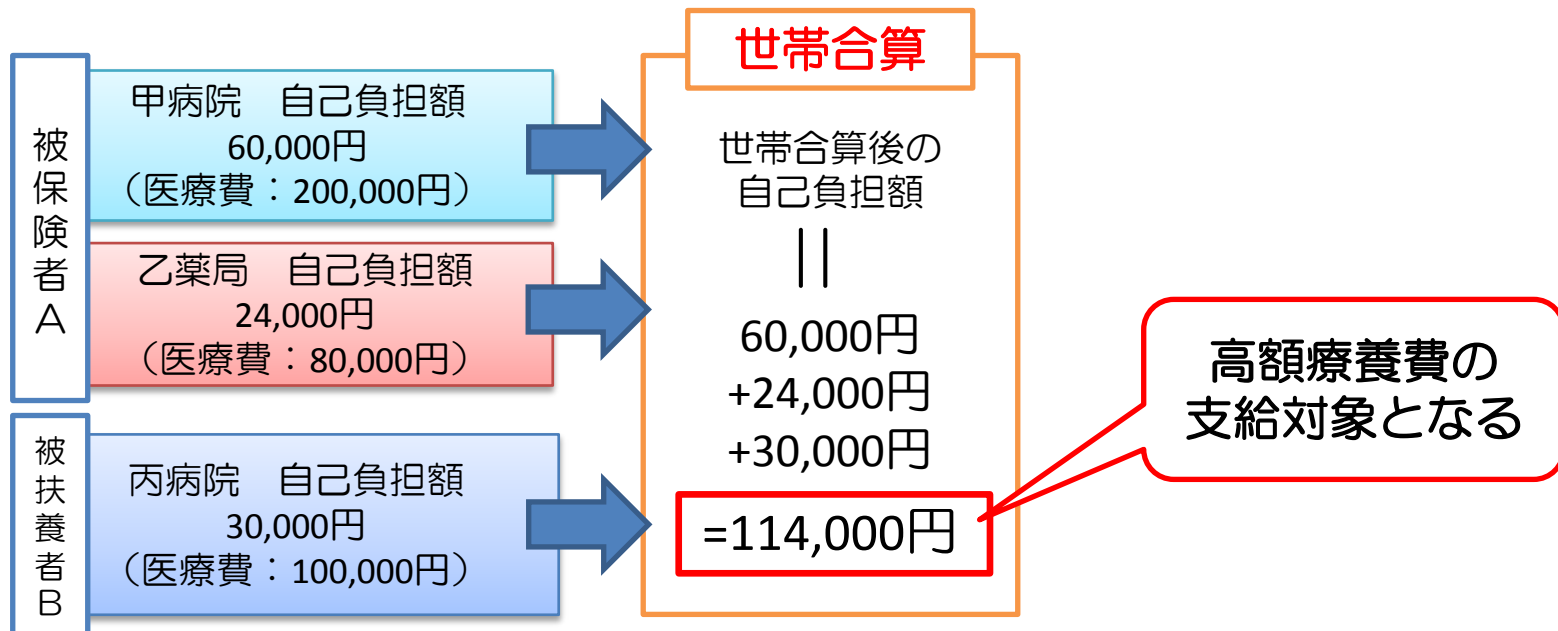 被保険者A
甲病院　自己負担額
60,000円
（医療費：200,000円）
乙薬局　自己負担額
24,000円
（医療費：80,000円）
被扶養者B
丙病院　自己負担額
30,000円
（医療費：100,000円）
世帯合算
世帯合算後の
自己負担額
||
60,000円
+24,000円
+30,000円
=114,000円
高額療養費の
支給対象となる